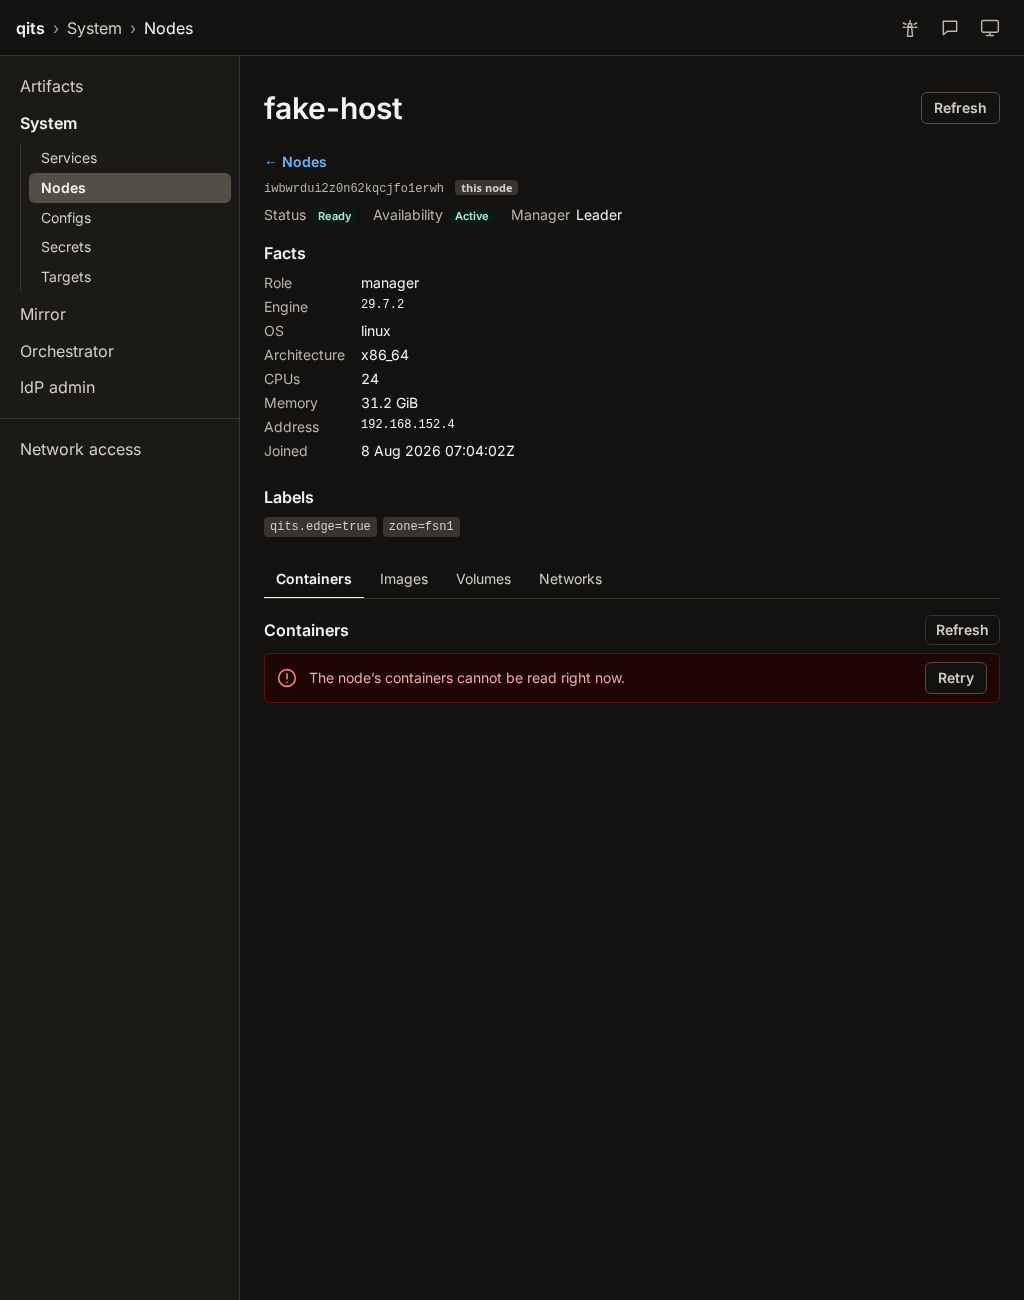 qits › System › Nodes
Artifacts
System
Services
Nodes
Configs
Secrets
Targets
Mirror
Orchestrator
IdP admin
Network access
fake-host
Refresh
← Nodes
iwbwrdui2z0n62kqcjfo1erwh this node
Status Ready Availability Active Manager Leader
Facts
Role manager
Engine 29.7.2
OS linux
Architecture x86_64
CPUs 24
Memory 31.2 GiB
Address 192.168.152.4
Joined 8 Aug 2026 07:04:02Z
Labels
qits.edge=true zone=fsn1
Containers Images Volumes Networks
Containers Refresh
The node’s containers cannot be read right now. Retry